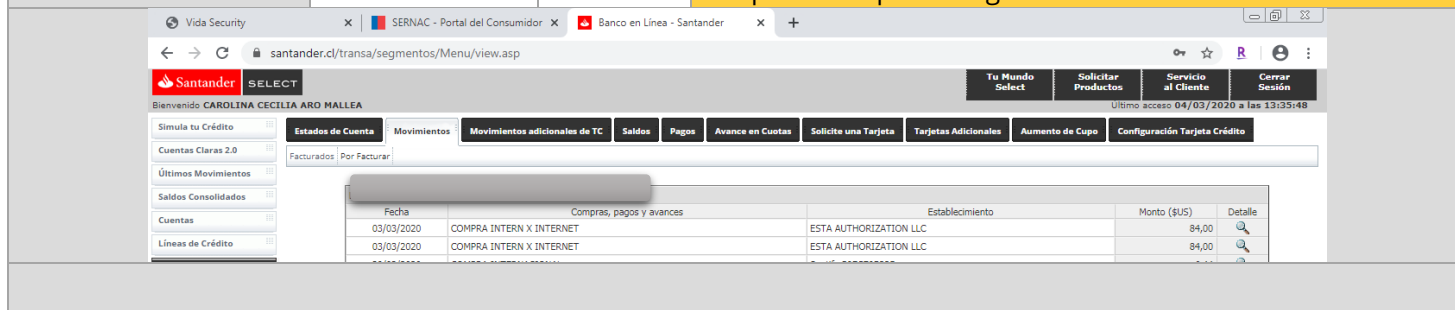 Vida Security
SERNAC - Portal del Consumidor
Banco en Línea - Santander
santander.cl/transa/segmentos/Menu/view.asp
Santander SELECT
Tu Mundo Select
Solicitar Productos
Servicio al Cliente
Cerrar Sesión
Bienvenido CAROLINA CECILIA ARO MALLEA
Último acceso 04/03/2020 a las 13:35:48
Simula tu Crédito
Cuentas Claras 2.0
Últimos Movimientos
Saldos Consolidados
Cuentas
Líneas de Crédito
Estados de Cuenta Movimientos Movimientos adicionales de TC Saldos Pagos Avance en Cuotas Solicite una Tarjeta Tarjetas Adicionales Aumento de Cupo Configuración Tarjeta Crédito
Facturados Por Facturar
Fecha Compras, pagos y avances Establecimiento Monto ($US) Detalle
03/03/2020 COMPRA INTERN X INTERNET ESTA AUTHORIZATION LLC 84,00
03/03/2020 COMPRA INTERN X INTERNET ESTA AUTHORIZATION LLC 84,00